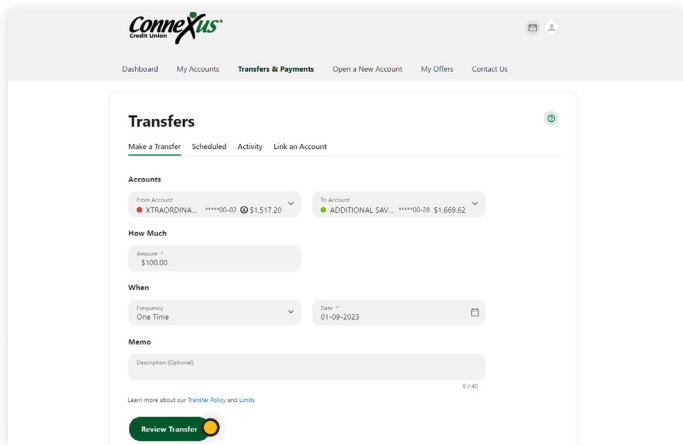 Connexus
Credit Union
Dashboard My Accounts Transfers & Payments Open a New Account My Offers Contact Us
Transfers
Make a Transfer Scheduled Activity Link an Account
Accounts
From Account To Account
XTRAORDINA... *****00-02 $1,517.20 ADDITIONAL SAV... *****00-28 $1,669.62
How Much
Amount *
$100.00
When
Frequency Date *
One Time 01-09-2023
Memo
Description (Optional)
0 / 40
Learn more about our Transfer Policy and Limits
Review Transfer